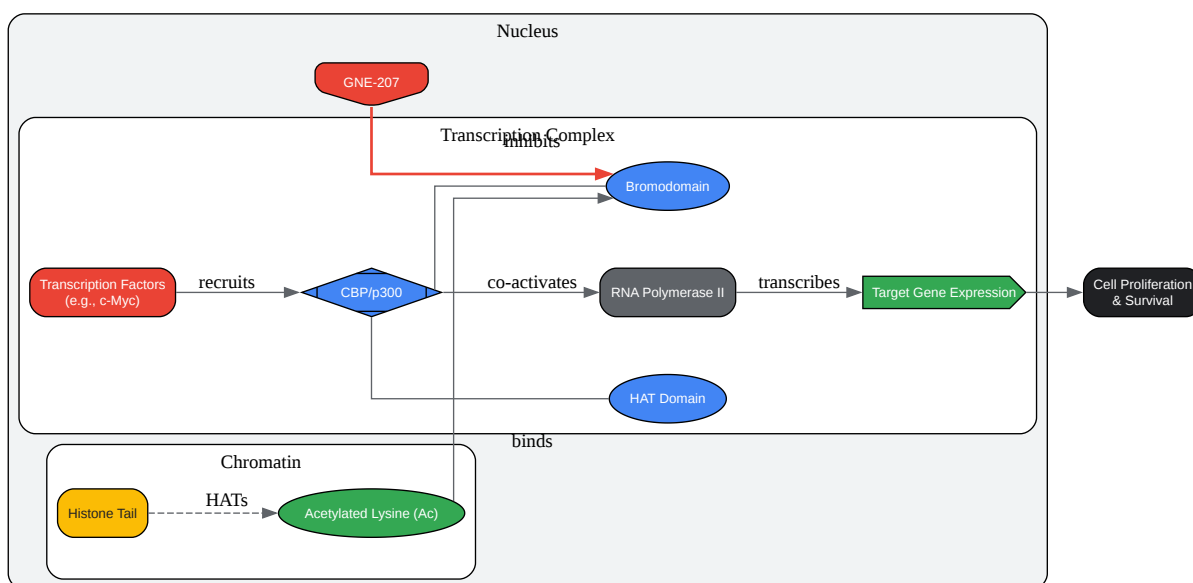 Nucleus
GNE-207
Transcription Complex
inhibits
Bromodomain
Transcription Factors
(e.g., c-Myc)
recruits
CBP/p300
co-activates
RNA Polymerase II
transcribes
Target Gene Expression
Cell Proliferation
& Survival
HAT Domain
binds
Chromatin
Histone Tail
HATs
Acetylated Lysine (Ac)